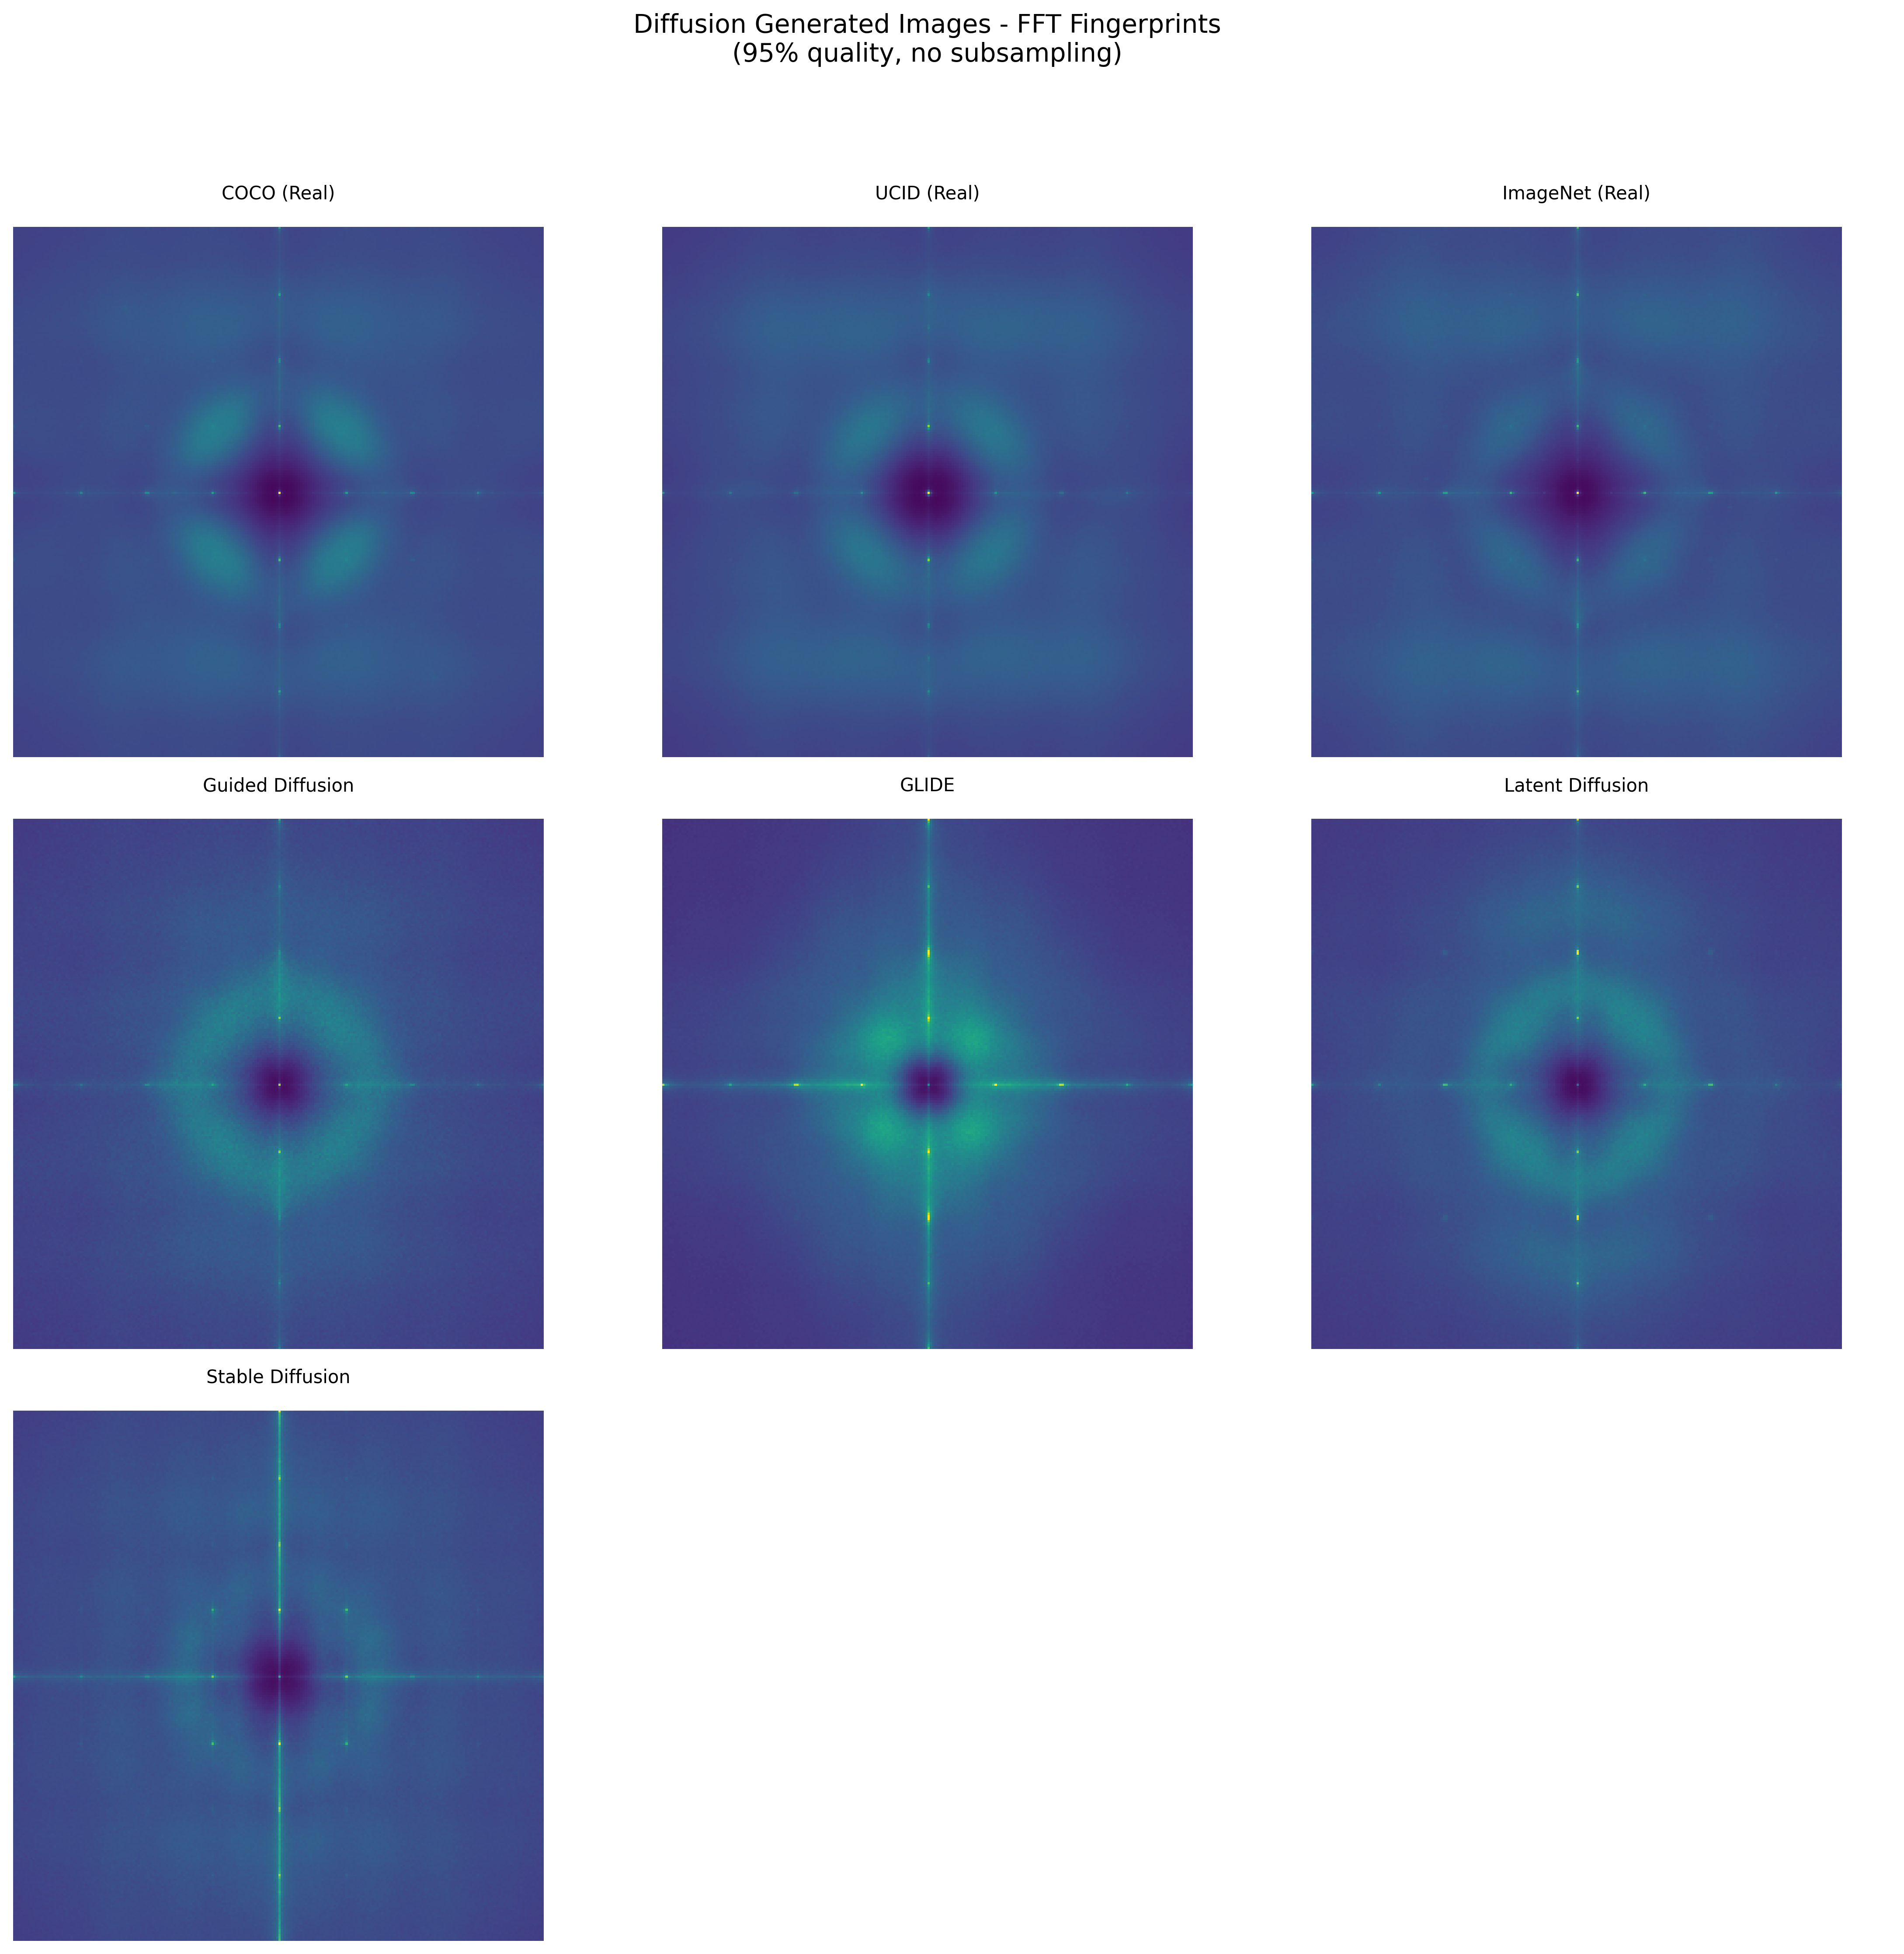 Diffusion Generated Images - FFT Fingerprints
(95% quality, no subsampling)
COCO (Real)
UCID (Real)
ImageNet (Real)
Guided Diffusion
GLIDE
Latent Diffusion
Stable Diffusion